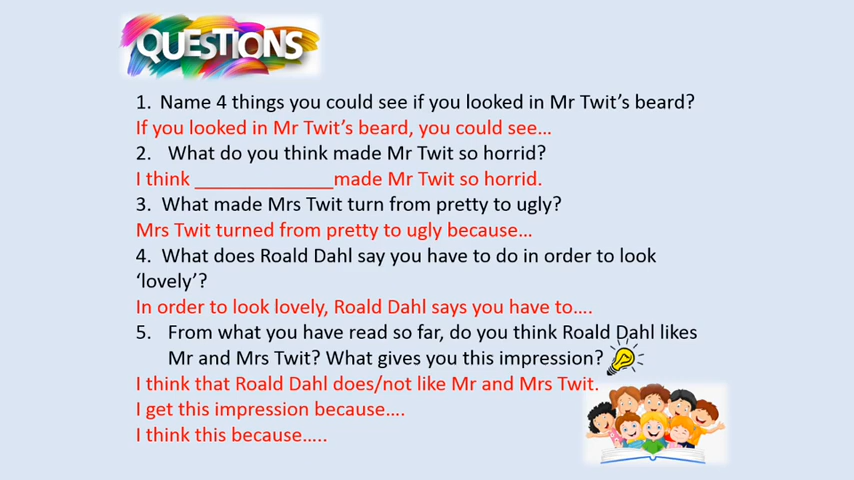 QUESTIONS
1. Name 4 things you could see if you looked in Mr Twit’s beard?
If you looked in Mr Twit’s beard, you could see…
2. What do you think made Mr Twit so horrid?
I think _____________made Mr Twit so horrid.
3. What made Mrs Twit turn from pretty to ugly?
Mrs Twit turned from pretty to ugly because…
4. What does Roald Dahl say you have to do in order to look
‘lovely’?
In order to look lovely, Roald Dahl says you have to….
5. From what you have read so far, do you think Roald Dahl likes
Mr and Mrs Twit? What gives you this impression?
I think that Roald Dahl does/not like Mr and Mrs Twit.
I get this impression because….
I think this because…..